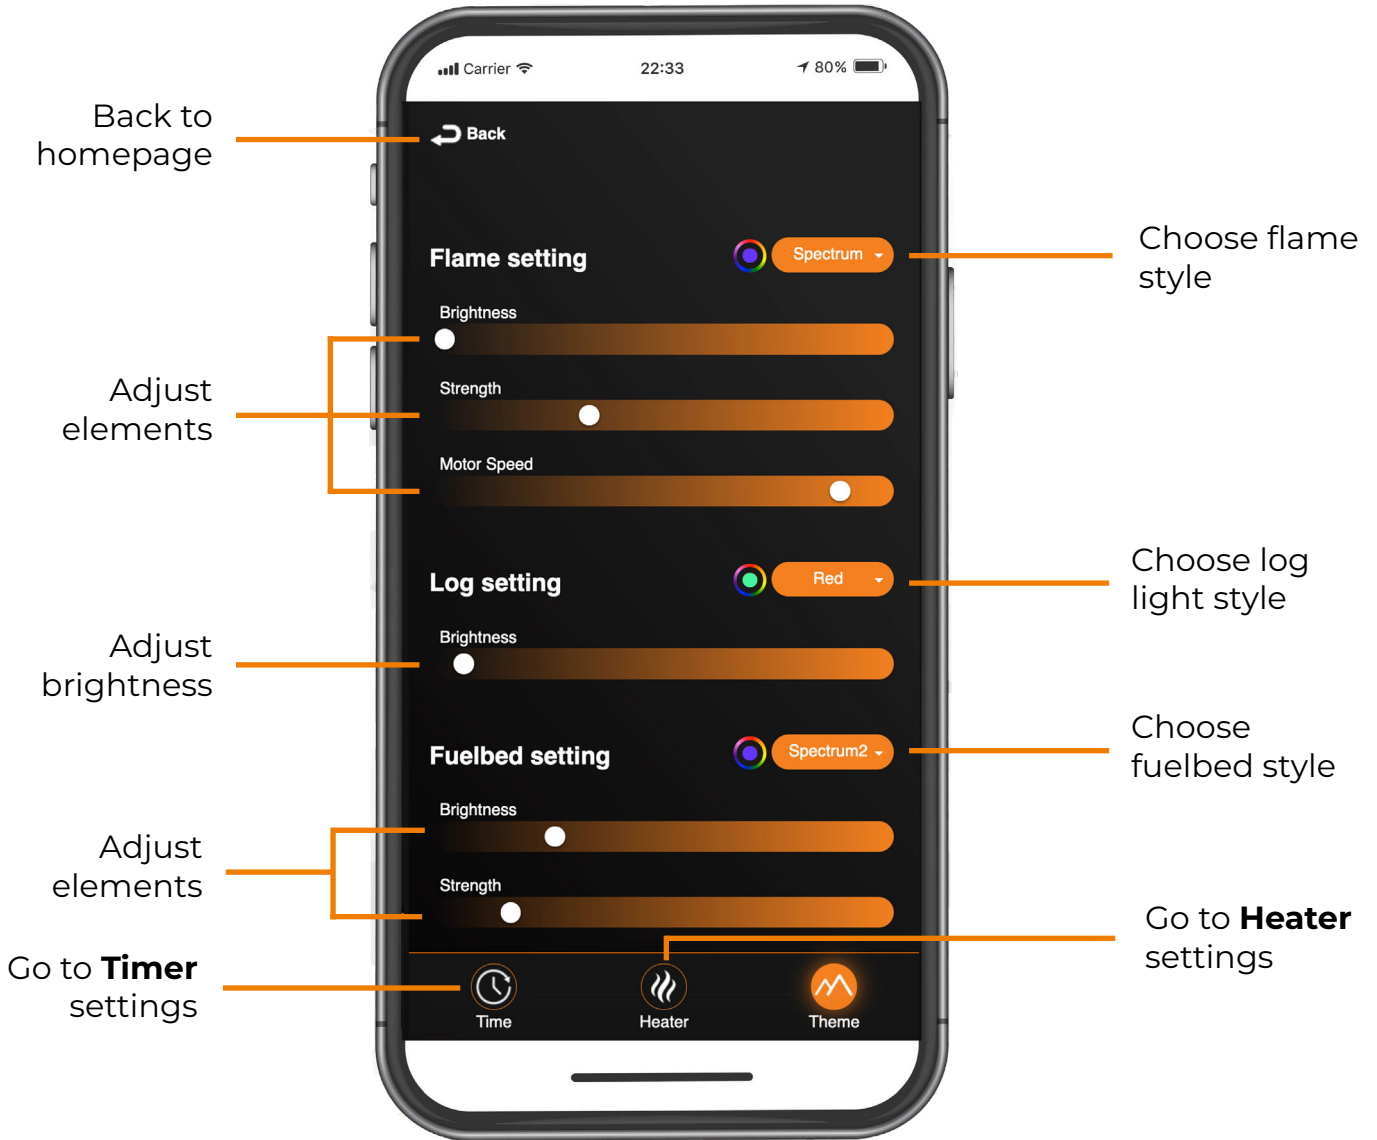 Carrier
22:33
80%
Back to
homepage
Back
Flame setting
Spectrum
Choose flame
style
Brightness
Adjust
elements
Strength
Motor Speed
Log setting
Red
Choose log
light style
Adjust
brightness
Brightness
Fuelbed setting
Spectrum2
Choose
fuelbed style
Brightness
Adjust
elements
Strength
Go to Heater
settings
Go to Timer
settings
Time
Heater
Theme